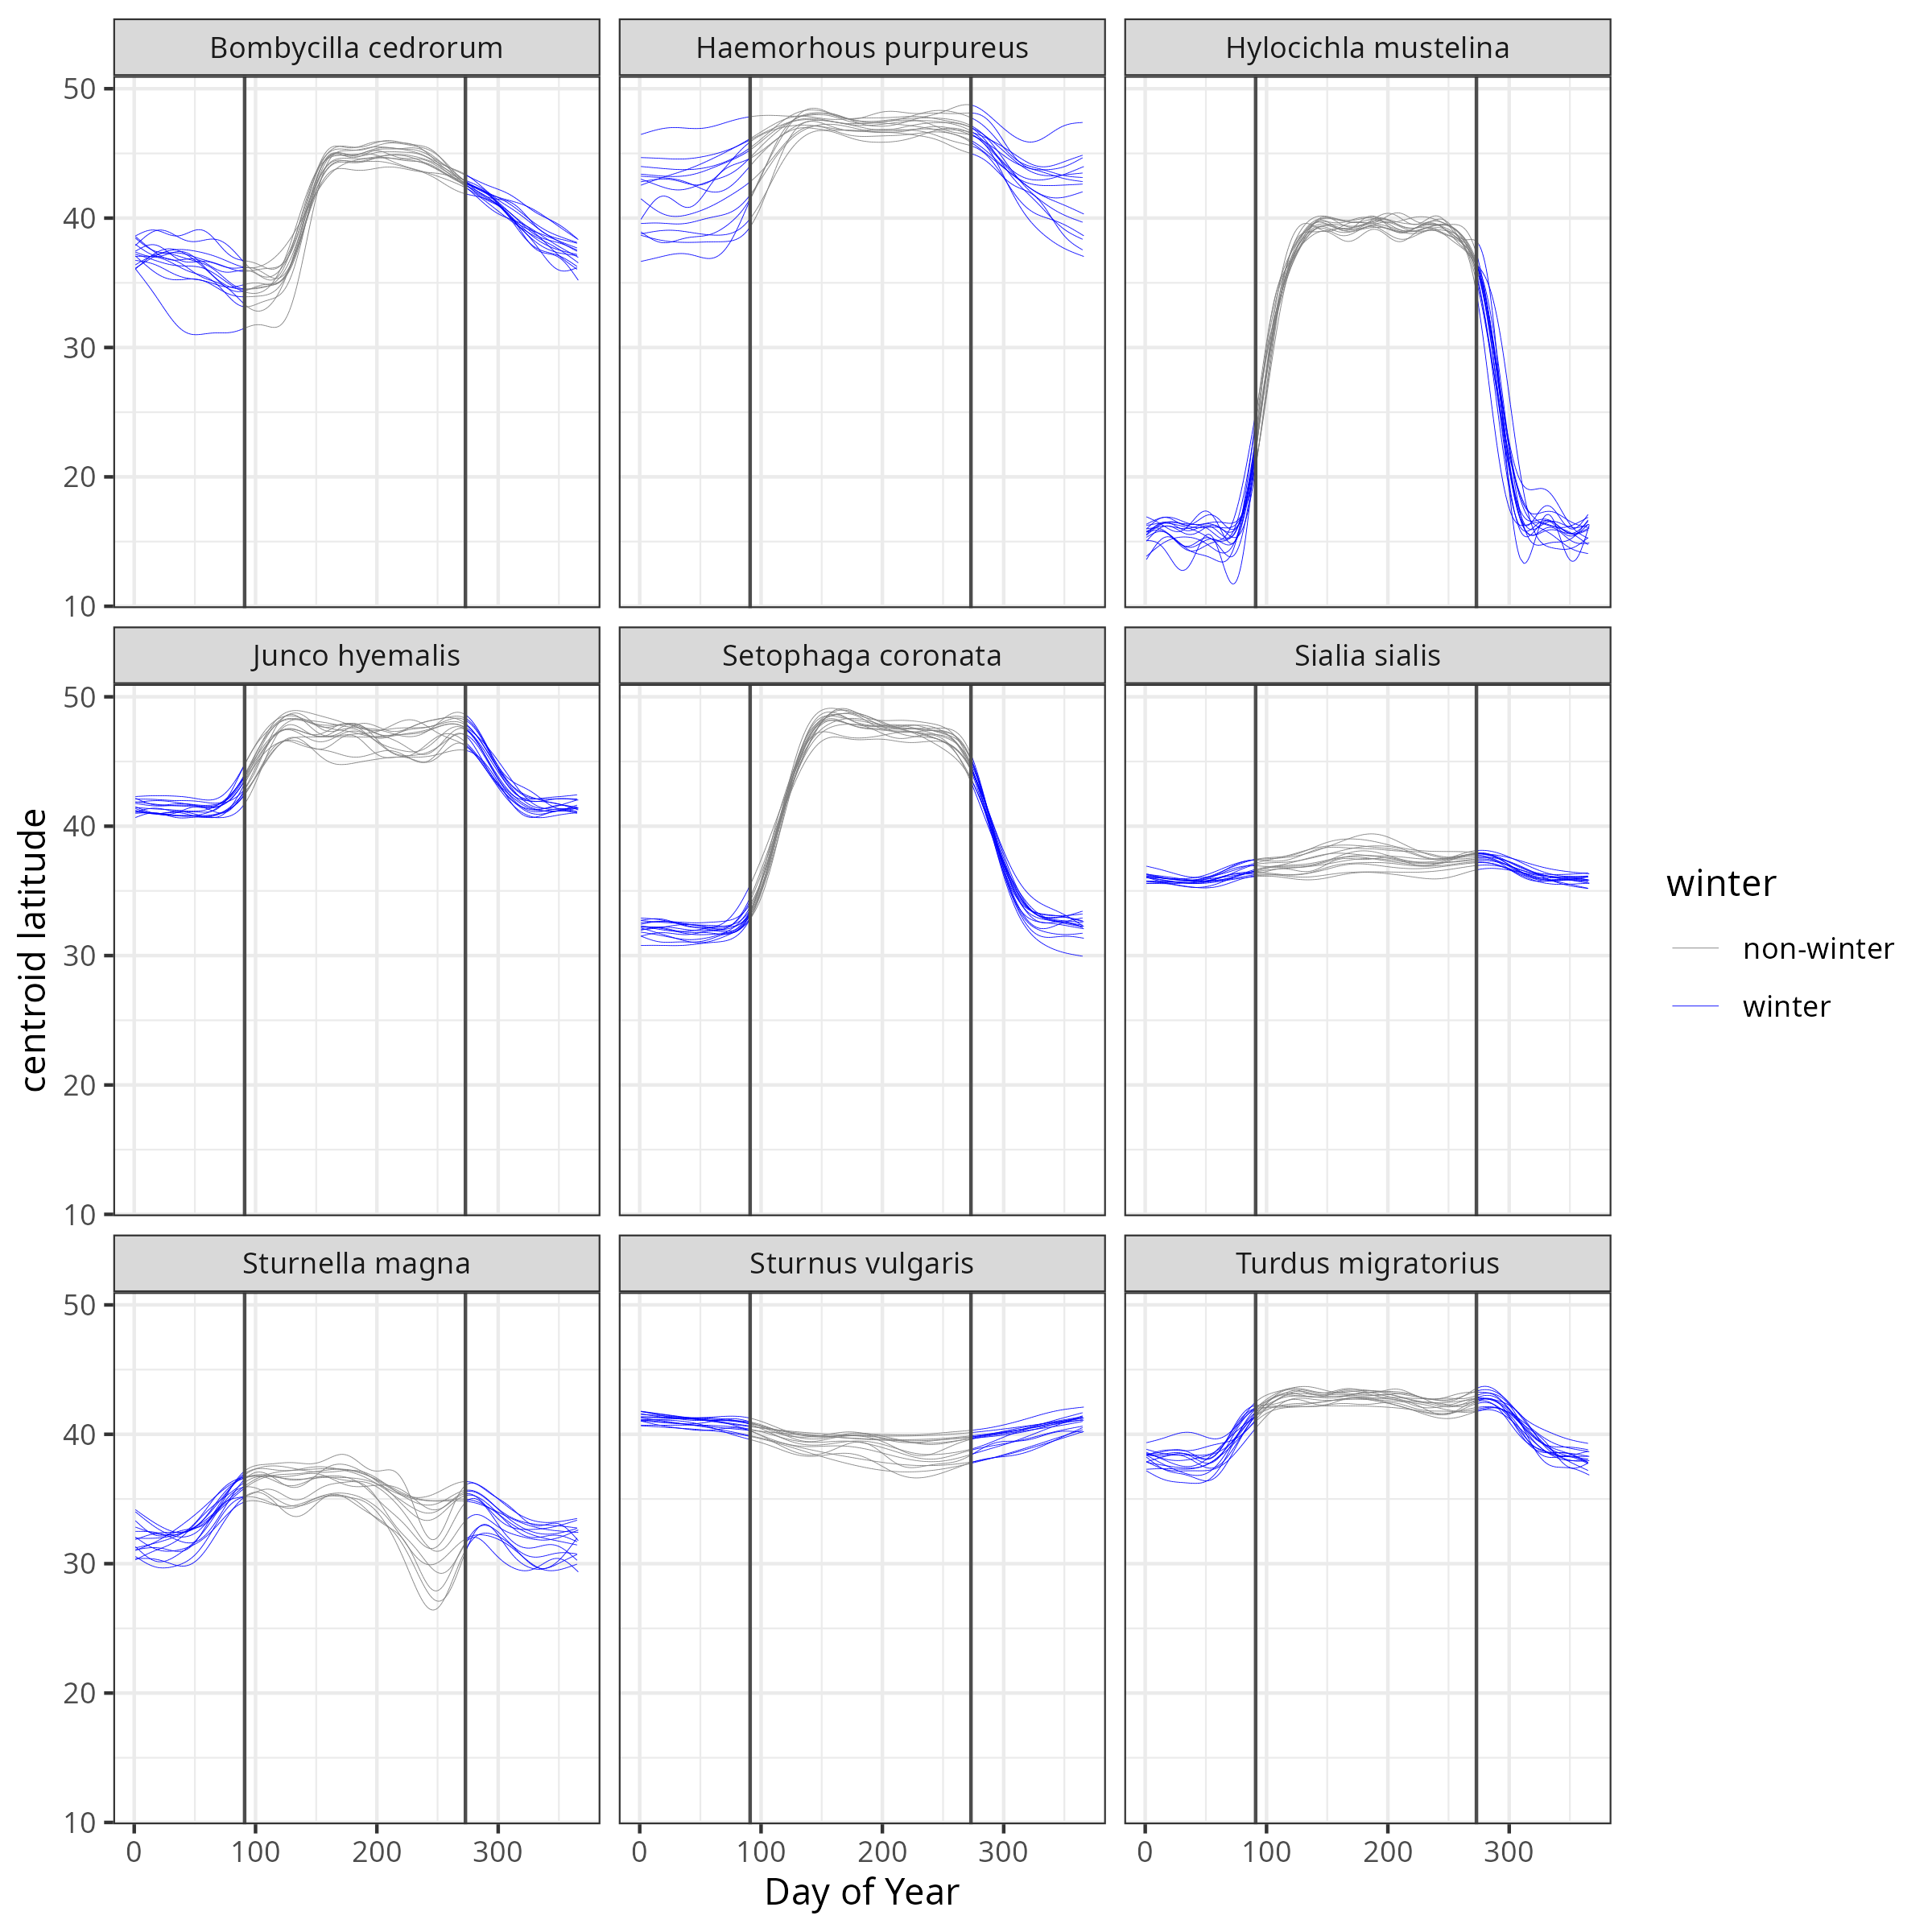 Bombycilla cedrorum Haemorhous purpureus Hylocichla mustelina
50
40
30
20
10
Junco hyemalis Setophaga coronata Sialia sialis
50
40
30
20
10
centroid latitude
winter
non-winter
winter
Sturnella magna Sturnus vulgaris Turdus migratorius
50
40
30
20
10
0 100 200 300 0 100 200 300 0 100 200 300
Day of Year